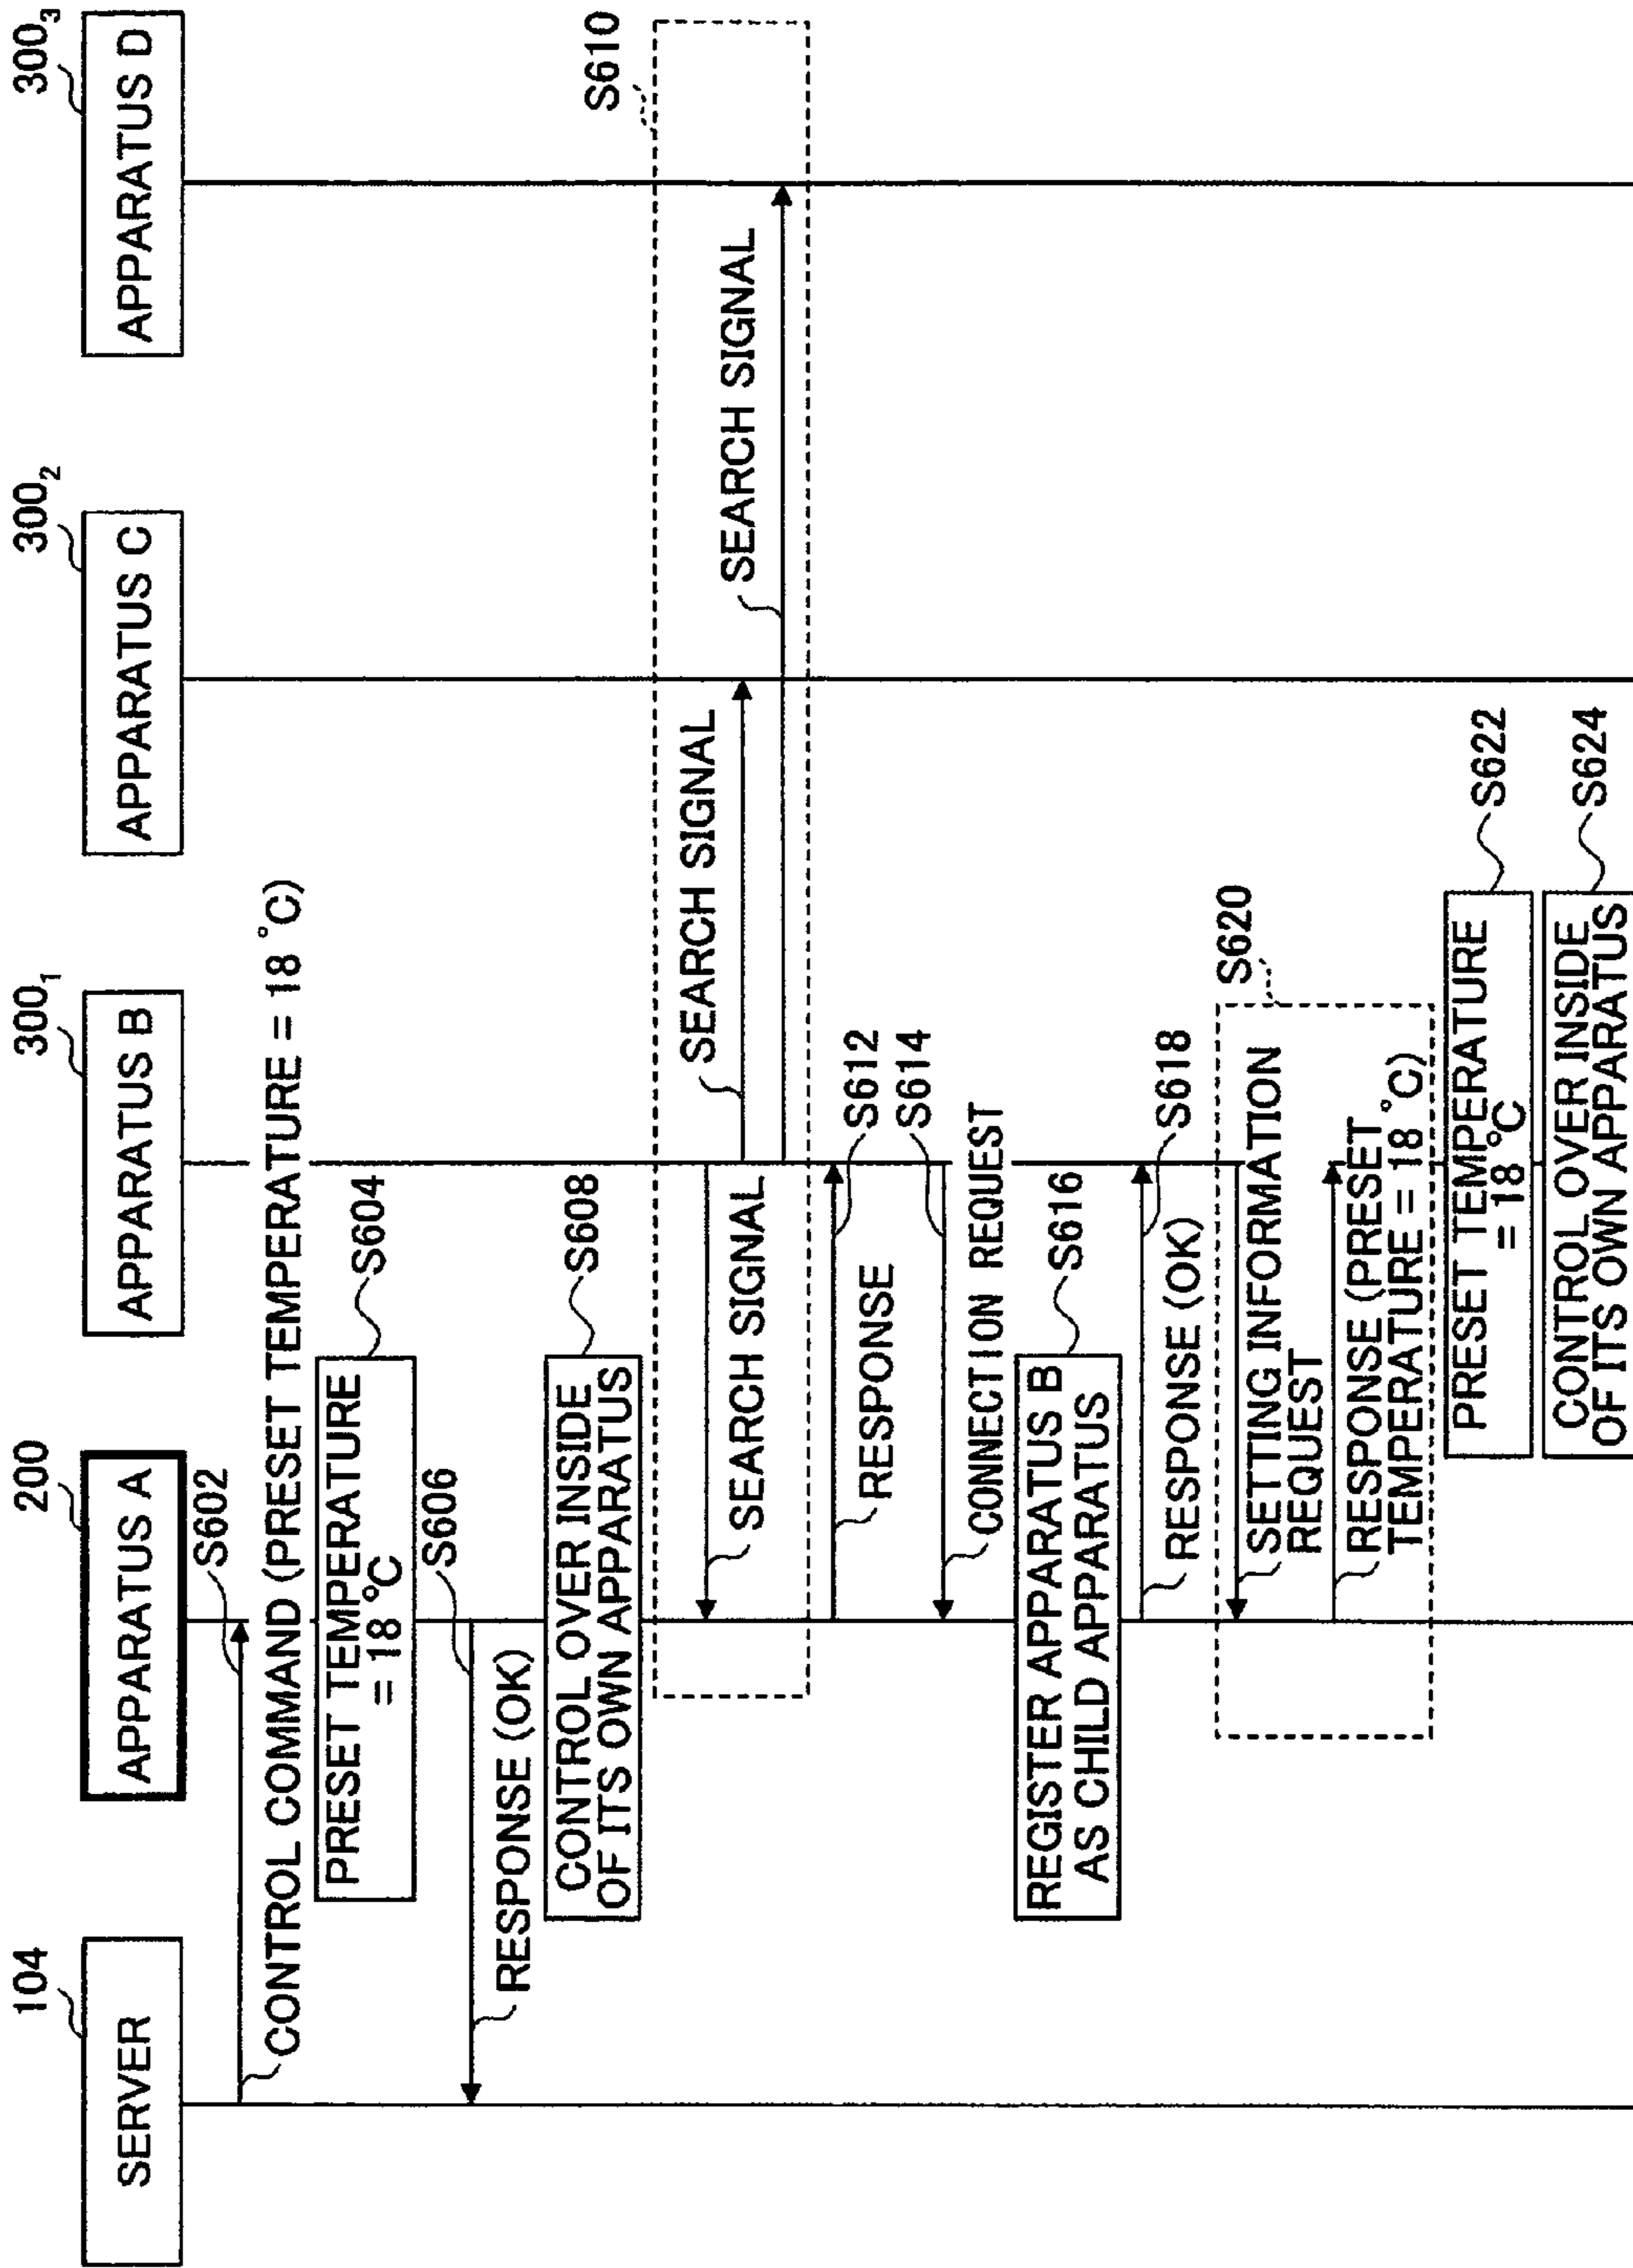 104
200
300₁
300₂
300₃
SERVER
APPARATUS A
APPARATUS B
APPARATUS C
APPARATUS D
S602
CONTROL COMMAND (PRESET TEMPERATURE = 18 °C)
PRESET TEMPERATURE
= 18 °C
S604
S606
RESPONSE (OK)
CONTROL OVER INSIDE
OF ITS OWN APPARATUS
S608
S610
SEARCH SIGNAL
SEARCH SIGNAL
SEARCH SIGNAL
S612
RESPONSE
S614
CONNECTION REQUEST
REGISTER APPARATUS B
AS CHILD APPARATUS
S616
S618
RESPONSE (OK)
S620
SETTING INFORMATION
REQUEST
RESPONSE (PRESET
TEMPERATURE = 18 °C)
PRESET TEMPERATURE
= 18 °C
S622
CONTROL OVER INSIDE
OF ITS OWN APPARATUS
S624